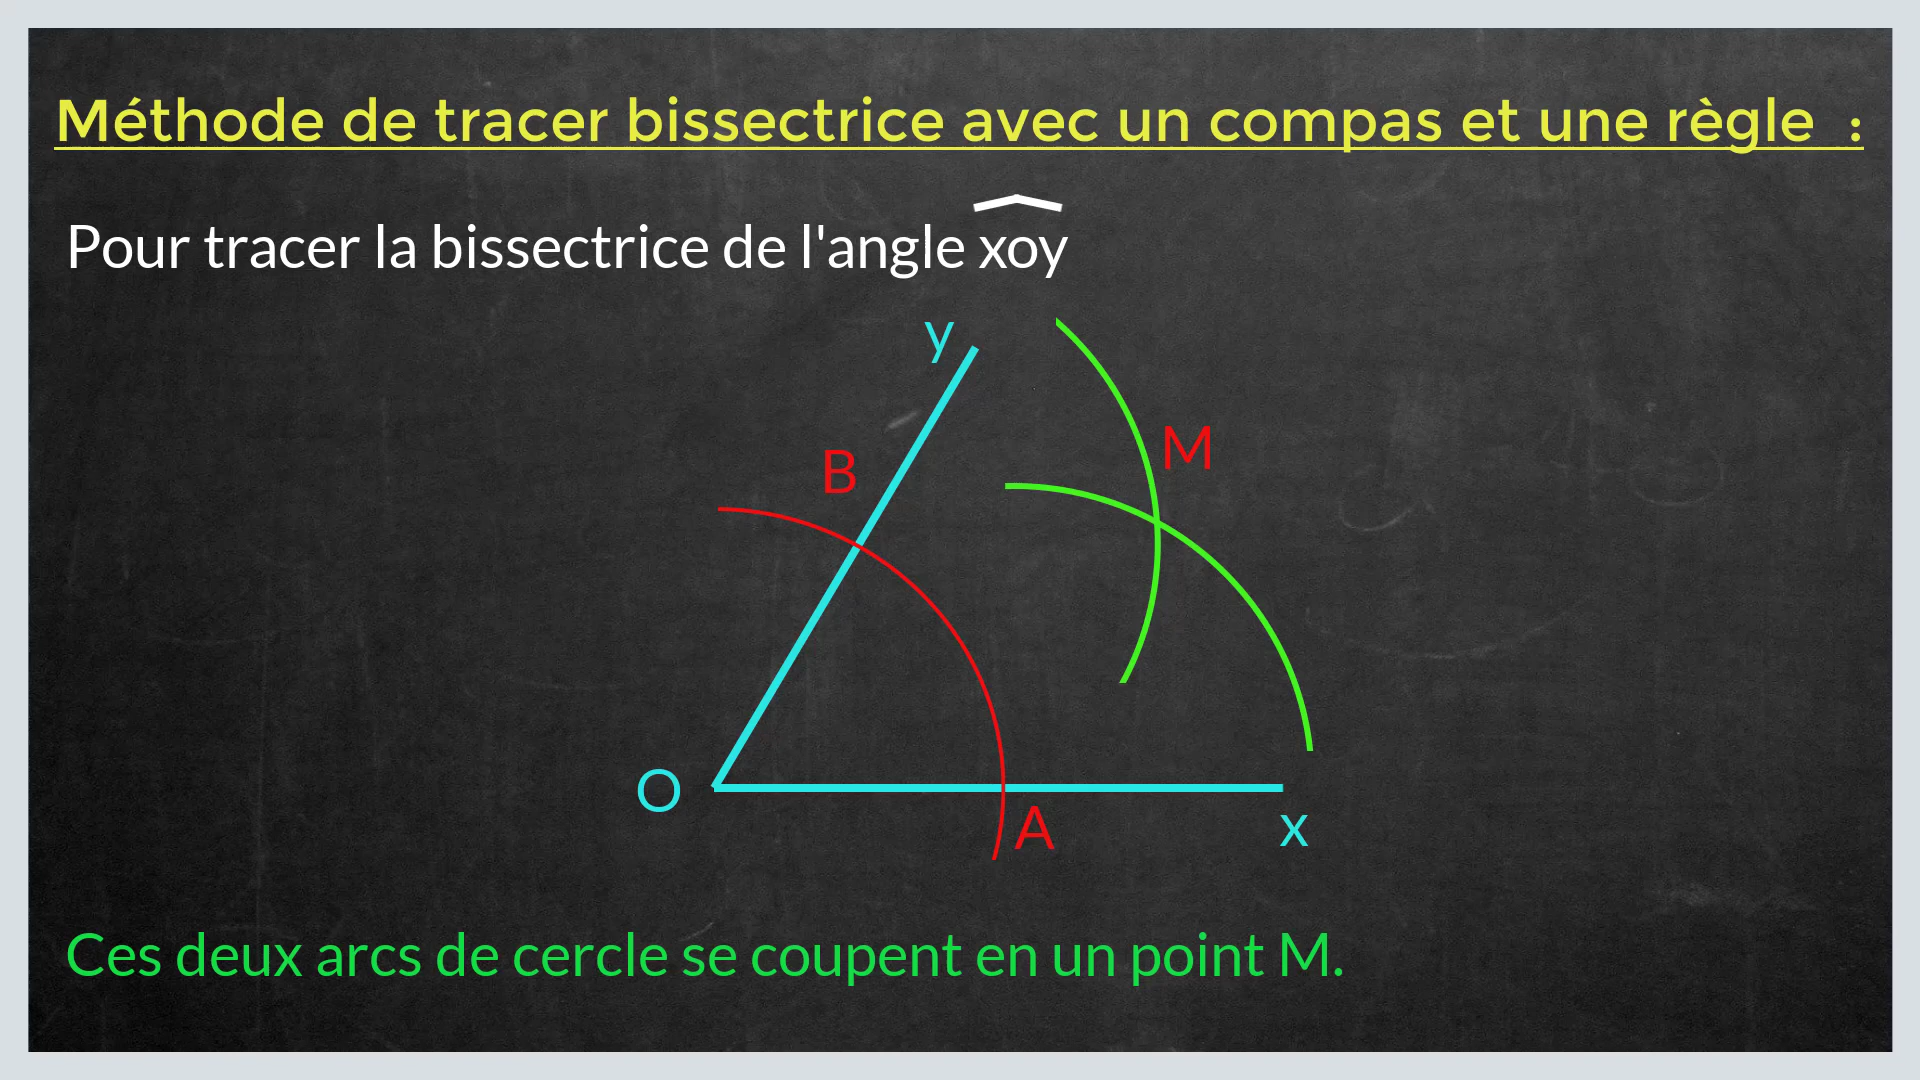 Méthode de tracer bissectrice avec un compas et une règle :
Pour tracer la bissectrice de l'angle xoy
y
M
B
O
A
x
Ces deux arcs de cercle se coupent en un point M.